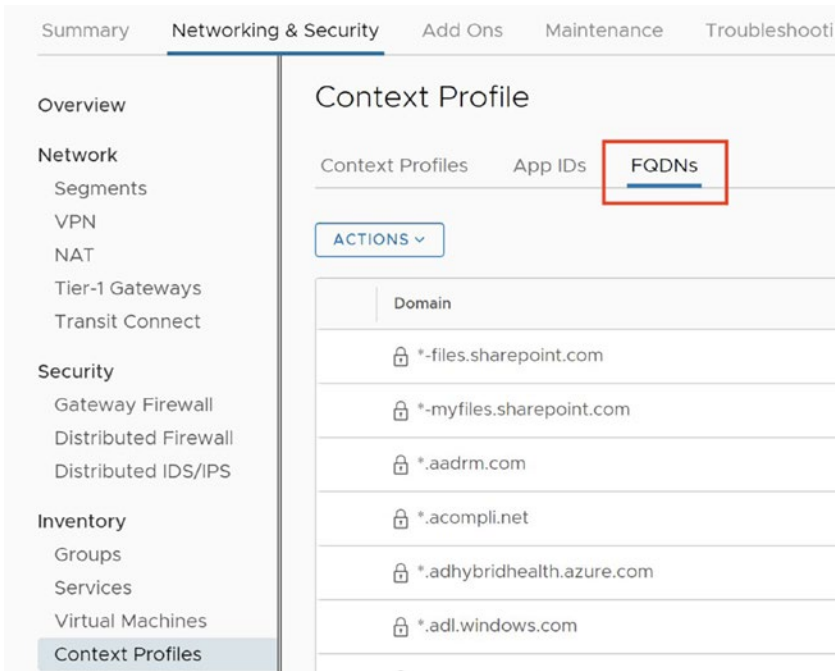 Summary Networking & Security Add Ons Maintenance Troubleshooti
Overview
Network
Segments
VPN
NAT
Tier-1 Gateways
Transit Connect
Security
Gateway Firewall
Distributed Firewall
Distributed IDS/IPS
Inventory
Groups
Services
Virtual Machines
Context Profiles
Context Profile
Context Profiles App IDs FQDNs
ACTIONS
Domain
*-files.sharepoint.com
*-myfiles.sharepoint.com
*.aadrm.com
*.acompli.net
*.adhybridhealth.azure.com
*.adl.windows.com